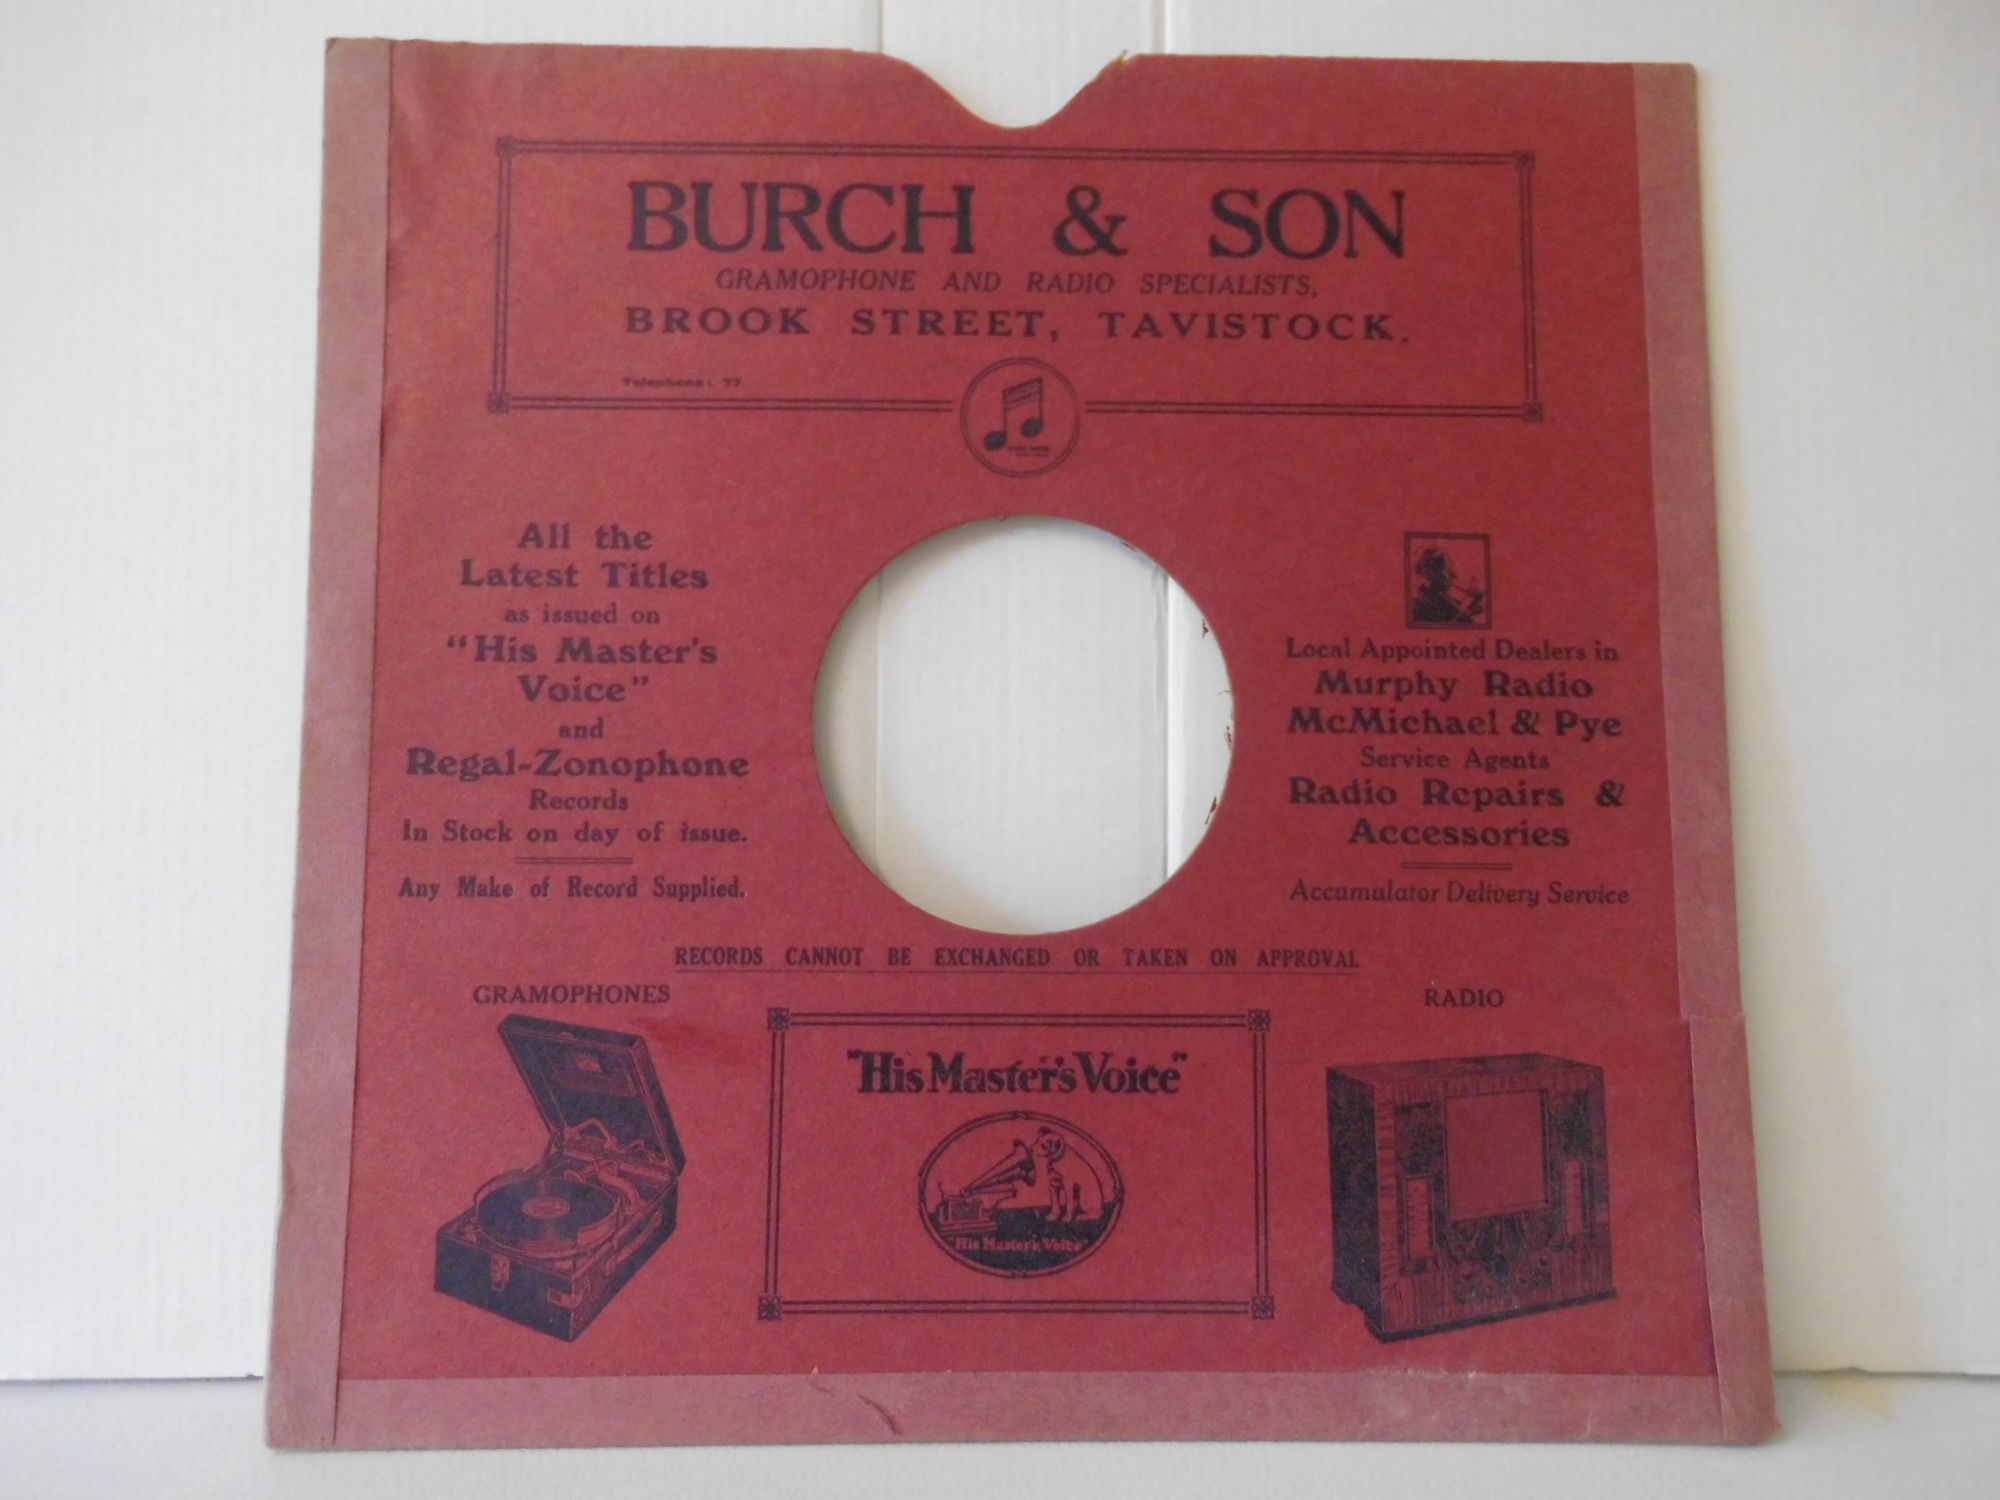 BURCH & SON
GRAMOPHONE AND RADIO SPECIALISTS,
BROOK STREET, TAVISTOCK.
Telephone: 77.
All the
Latest Titles
as issued on
"His Master's
Voice"
and
Regal-Zonophone
Records
In Stock on day of issue.
Any Make of Record Supplied.
Local Appointed Dealers in
Murphy Radio
McMichael & Pye
Service Agents
Radio Repairs &
Accessories
Accumulator Delivery Service
RECORDS CANNOT BE EXCHANGED OR TAKEN ON APPROVAL
GRAMOPHONES
"His Master's Voice"
"His Master's Voice"
RADIO